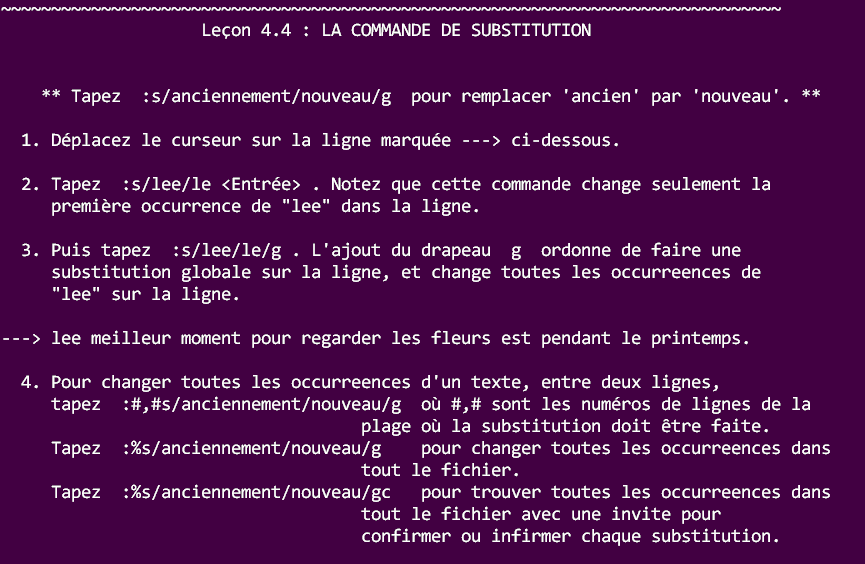 ~~~~~~~~~~~~~~~~~~~~~~~~~~~~~~~~~~~~~~~~~~~~~~~~~~~~~~~~~~~~~~~~~~~~~~~~~~~~~~
Leçon 4.4 : LA COMMANDE DE SUBSTITUTION
** Tapez :s/anciennement/nouveau/g pour remplacer 'ancien' par 'nouveau'. **
1. Déplacez le curseur sur la ligne marquée ---> ci-dessous.
2. Tapez :s/lee/le <Entrée> . Notez que cette commande change seulement la
première occurrence de "lee" dans la ligne.
3. Puis tapez :s/lee/le/g . L'ajout du drapeau g ordonne de faire une
substitution globale sur la ligne, et change toutes les occurreences de
"lee" sur la ligne.
---> lee meilleur moment pour regarder les fleurs est pendant le printemps.
4. Pour changer toutes les occurreences d'un texte, entre deux lignes,
tapez :#,#s/anciennement/nouveau/g où #,# sont les numéros de lignes de la
plage où la substitution doit être faite.
Tapez :%s/anciennement/nouveau/g pour changer toutes les occurreences dans
tout le fichier.
Tapez :%s/anciennement/nouveau/gc pour trouver toutes les occurreences dans
tout le fichier avec une invite pour
confirmer ou infirmer chaque substitution.